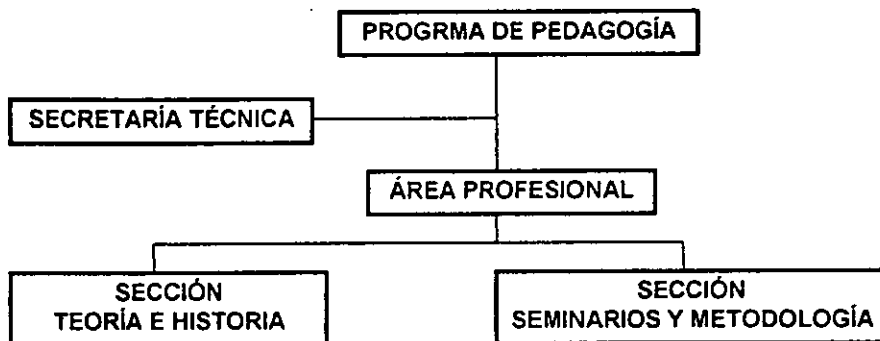 PROGRMA DE PEDAGOGÍA
SECRETARÍA TÉCNICA
ÁREA PROFESIONAL
SECCIÓN
TEORÍA E HISTORIA
SECCIÓN
SEMINARIOS Y METODOLOGÍA